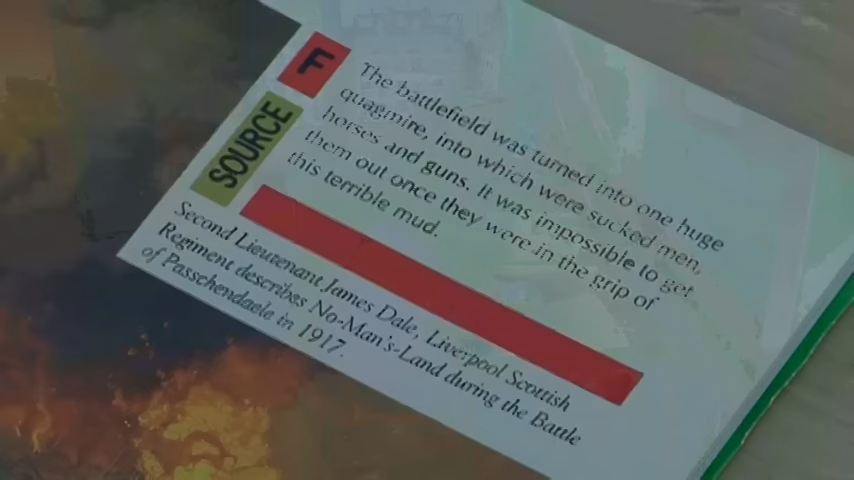 SOURCE F
The battlefield was turned into one huge
quagmire, into which were sucked men,
horses and guns. It was impossible to get
them out once they were in the grip of
this terrible mud.
Second Lieutenant James Dale, Liverpool Scottish
Regiment describes No-Man's-Land during the Battle
of Passchendaele in 1917.